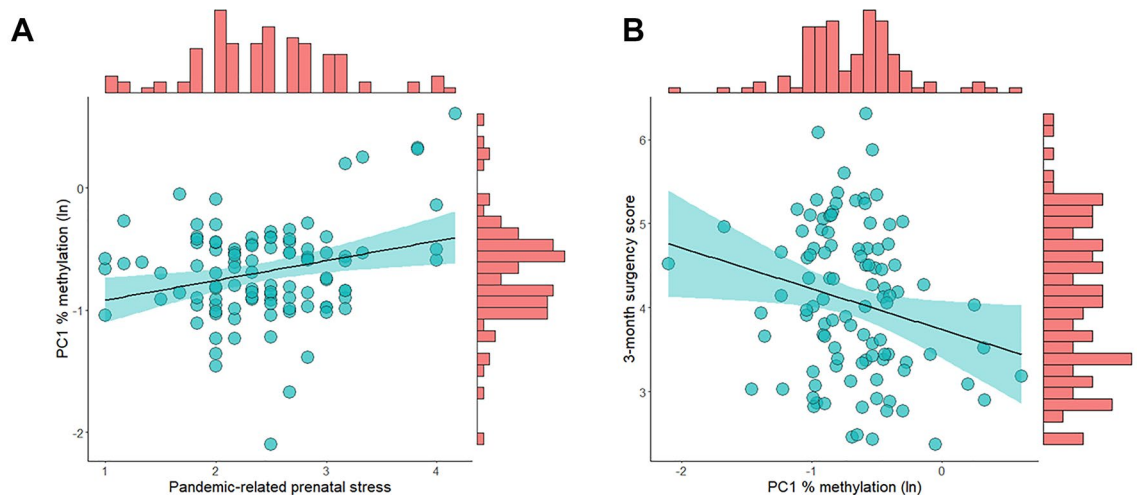 A
B
PC1 % methylation (ln)
0
-1
-2
1
2
3
4
Pandemic-related prenatal stress
3-month surgency score
6
5
4
3
-2
-1
0
PC1 % methylation (ln)